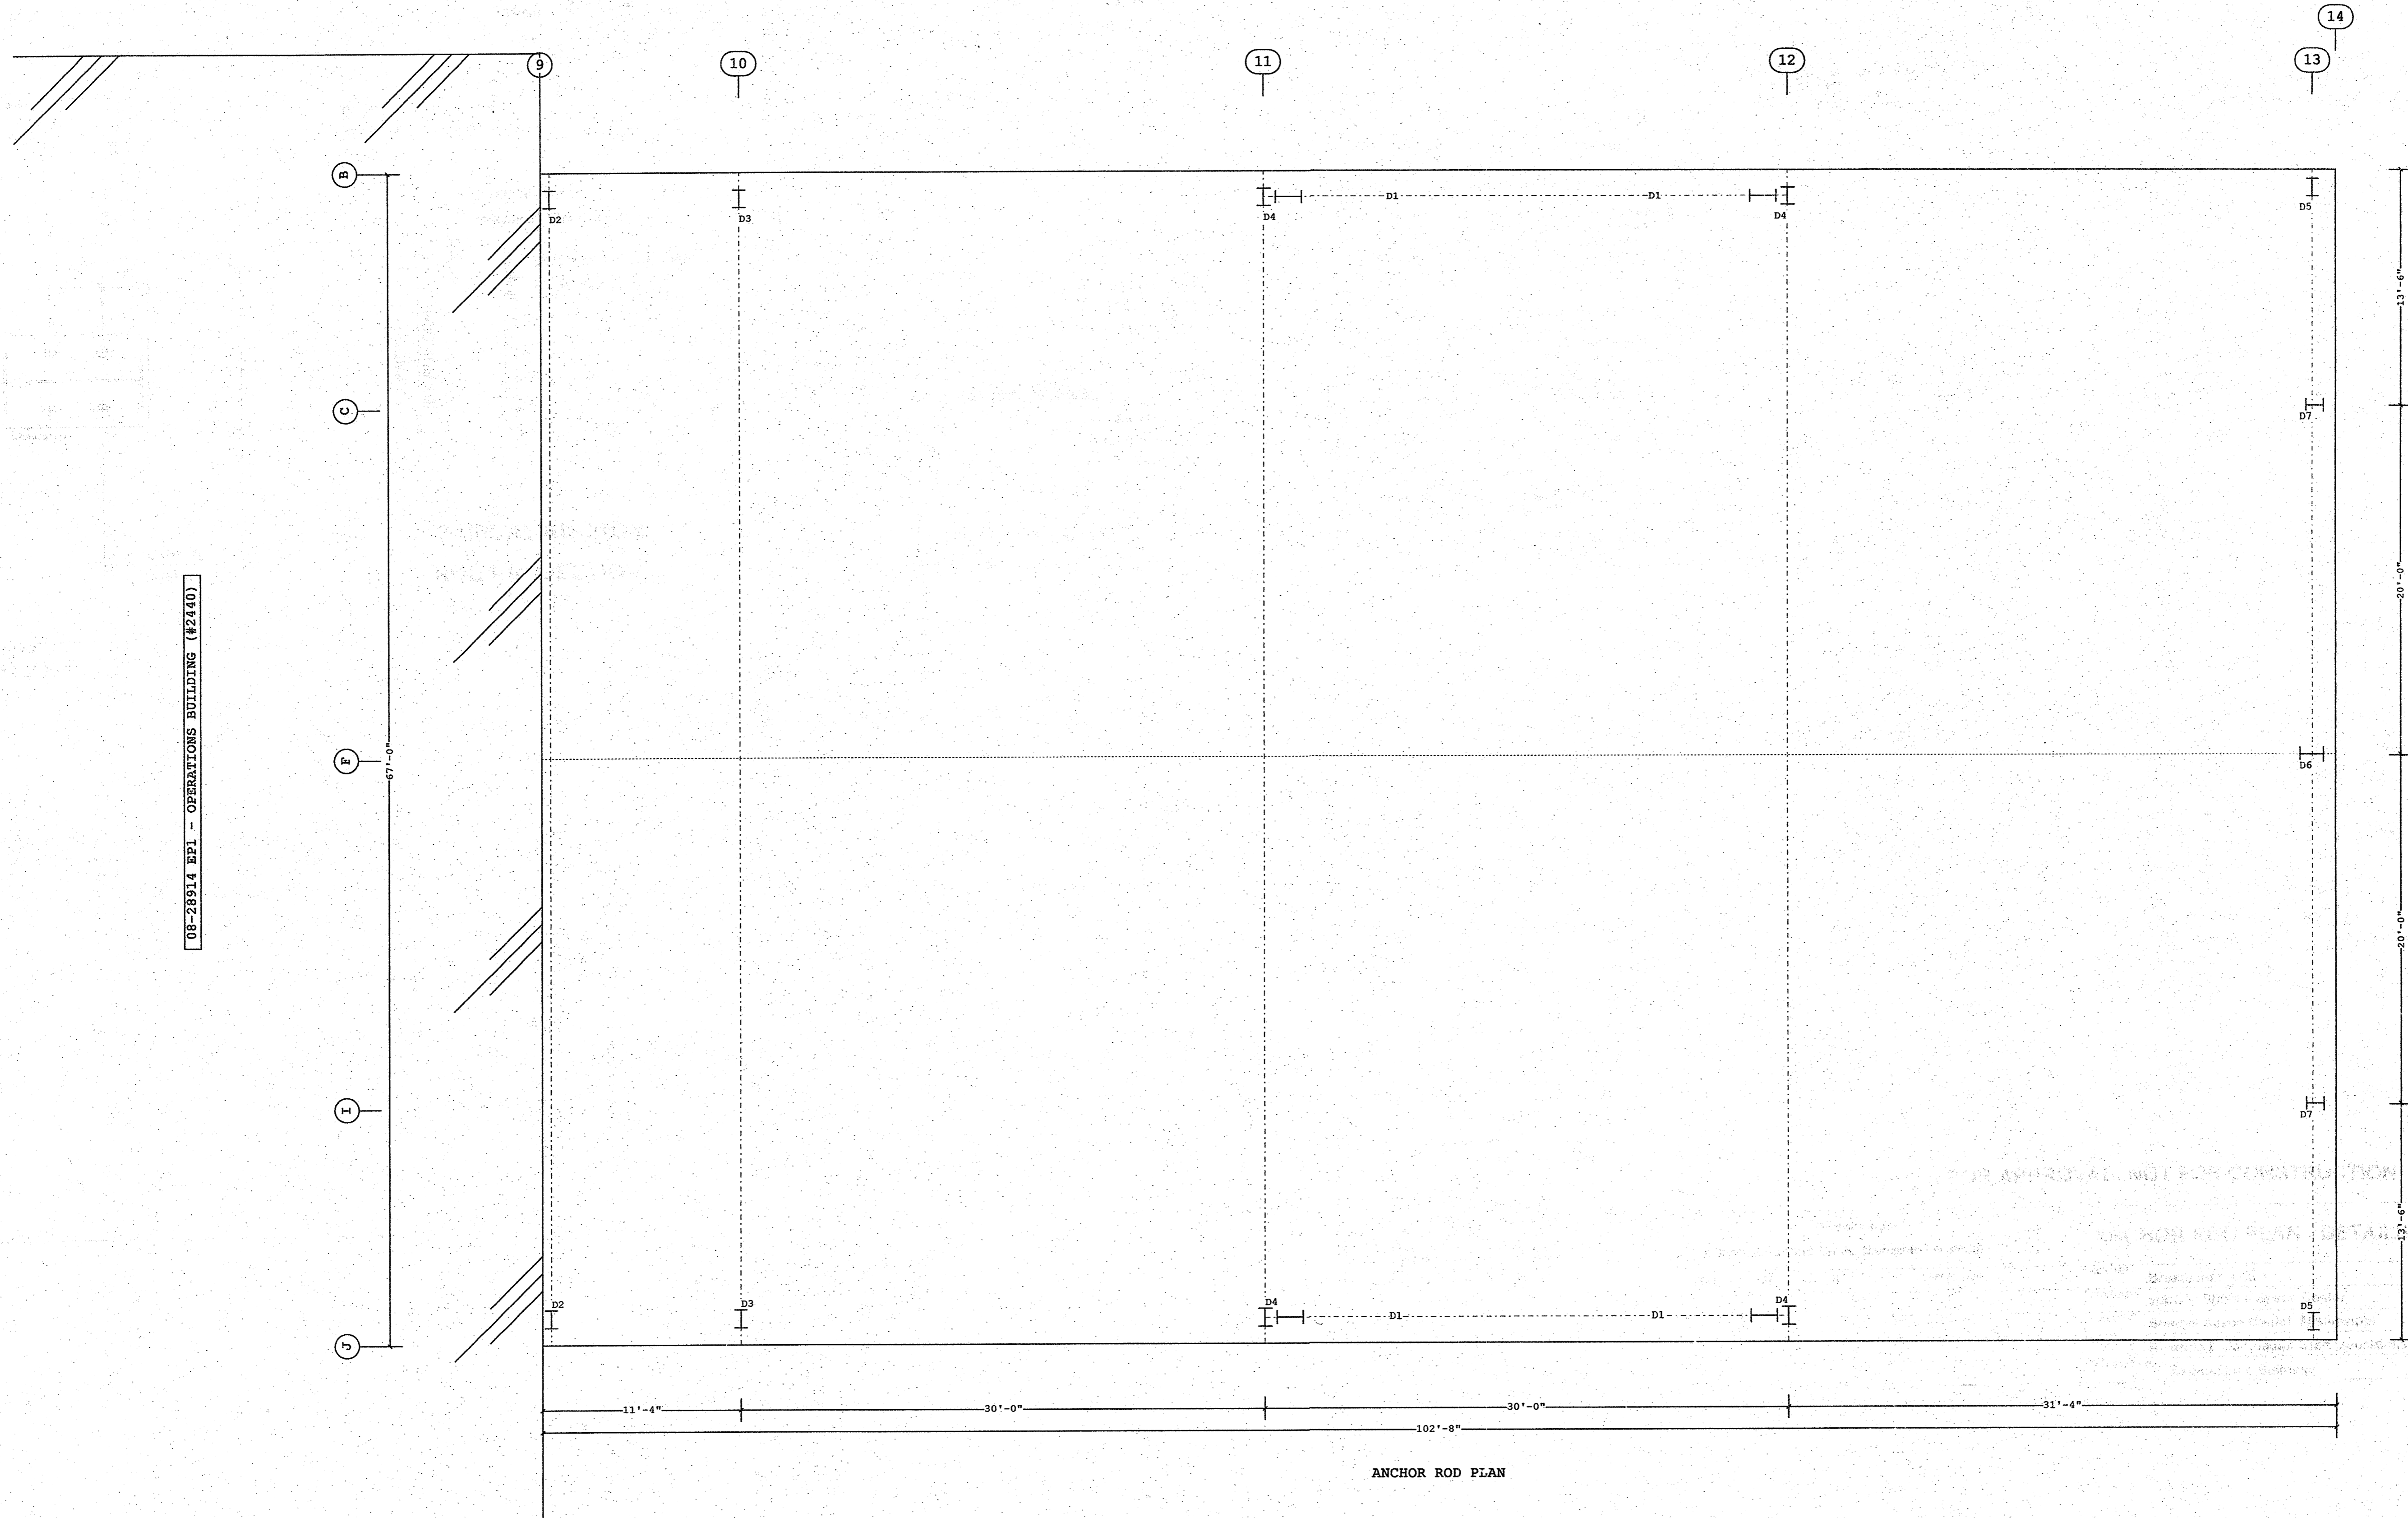 14
9
10
11
12
13
B
D2
D3
D4
D1
D1
D4
D5
13'-6"
C
D7
20'-0"
08-28914 EP1 - OPERATIONS BUILDING (#2440)
67'-0"
F
D6
20'-0"
I
D7
13'-6"
D2
D3
D4
D1
D1
D4
D5
J
11'-4"
30'-0"
30'-0"
31'-4"
102'-8"
ANCHOR ROD PLAN